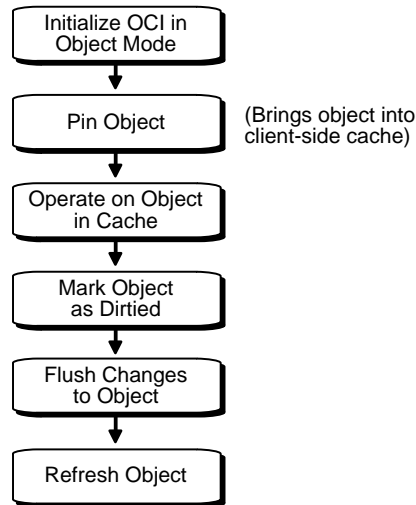 Initialize OCI in
Object Mode
Pin Object
(Brings object into
client-side cache)
Operate on Object
in Cache
Mark Object
as Dirtied
Flush Changes
to Object
Refresh Object